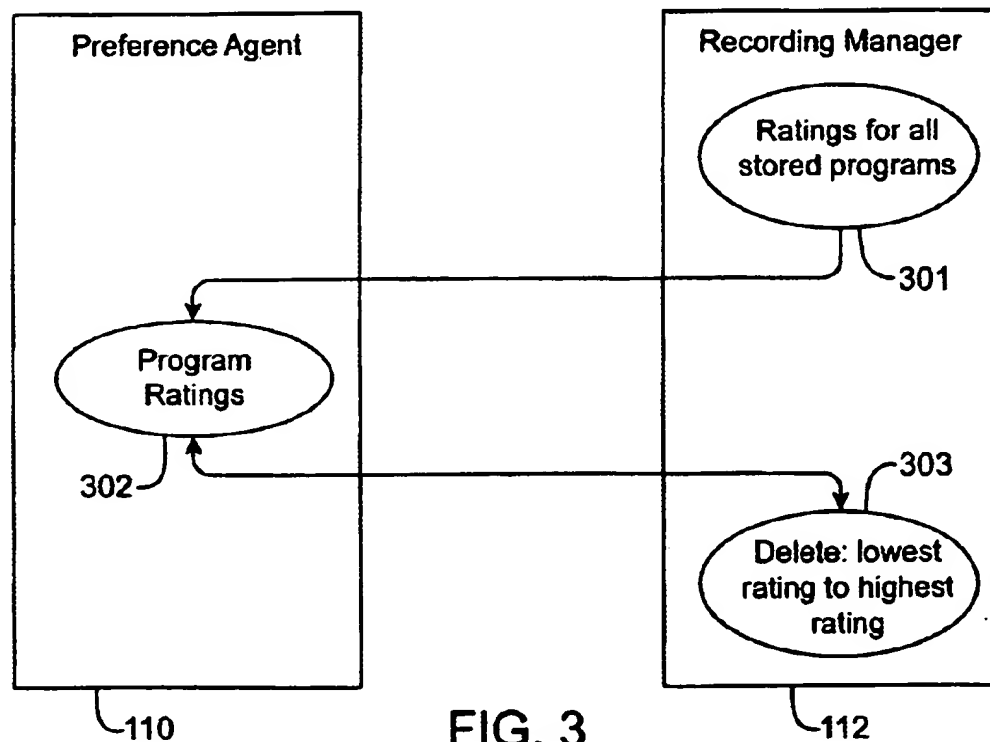 Preference Agent
Recording Manager
Ratings for all
stored programs
301
Program
Ratings
302
303
Delete: lowest
rating to highest
rating
110
FIG. 3
112